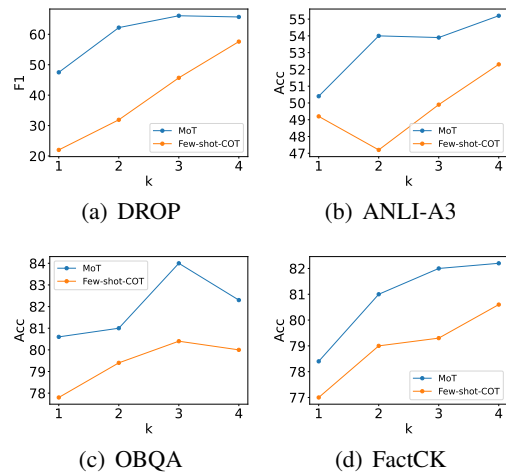 60
50
40
30
20
F1
MoT
Few-shot-COT
1 2 3 4
k
(a) DROP
55
54
53
52
51
50
49
48
47
Acc
MoT
Few-shot-COT
1 2 3 4
k
(b) ANLI-A3
84
83
82
81
80
79
78
Acc
MoT
Few-shot-COT
1 2 3 4
k
(c) OBQA
82
81
80
79
78
77
Acc
MoT
Few-shot-COT
1 2 3 4
k
(d) FactCK